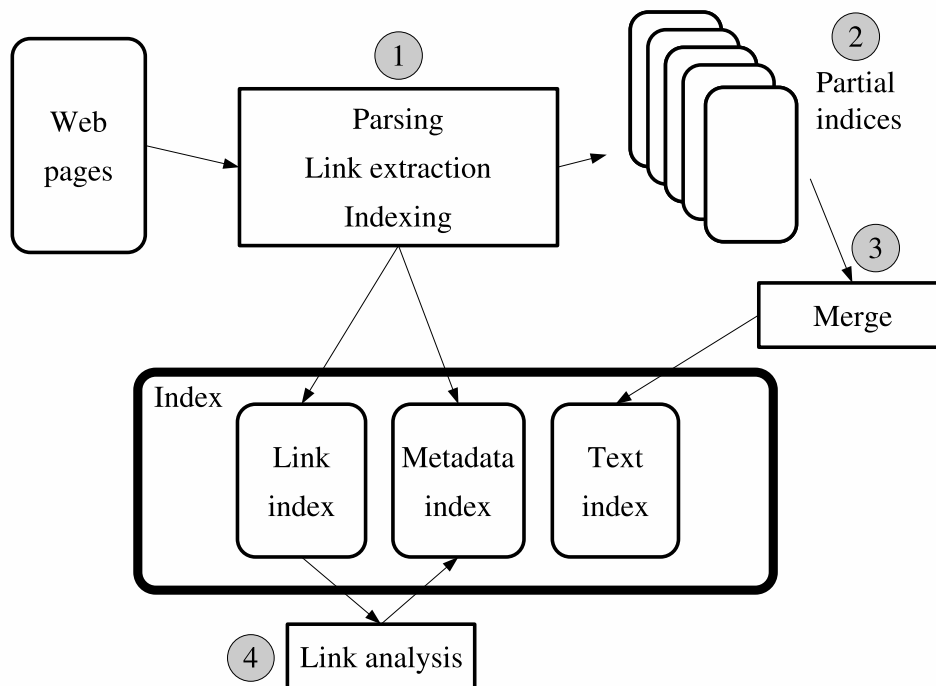 Web
pages
1
Parsing
Link extraction
Indexing
2
Partial
indices
3
Merge
Index
Link
index
Metadata
index
Text
index
4
Link analysis